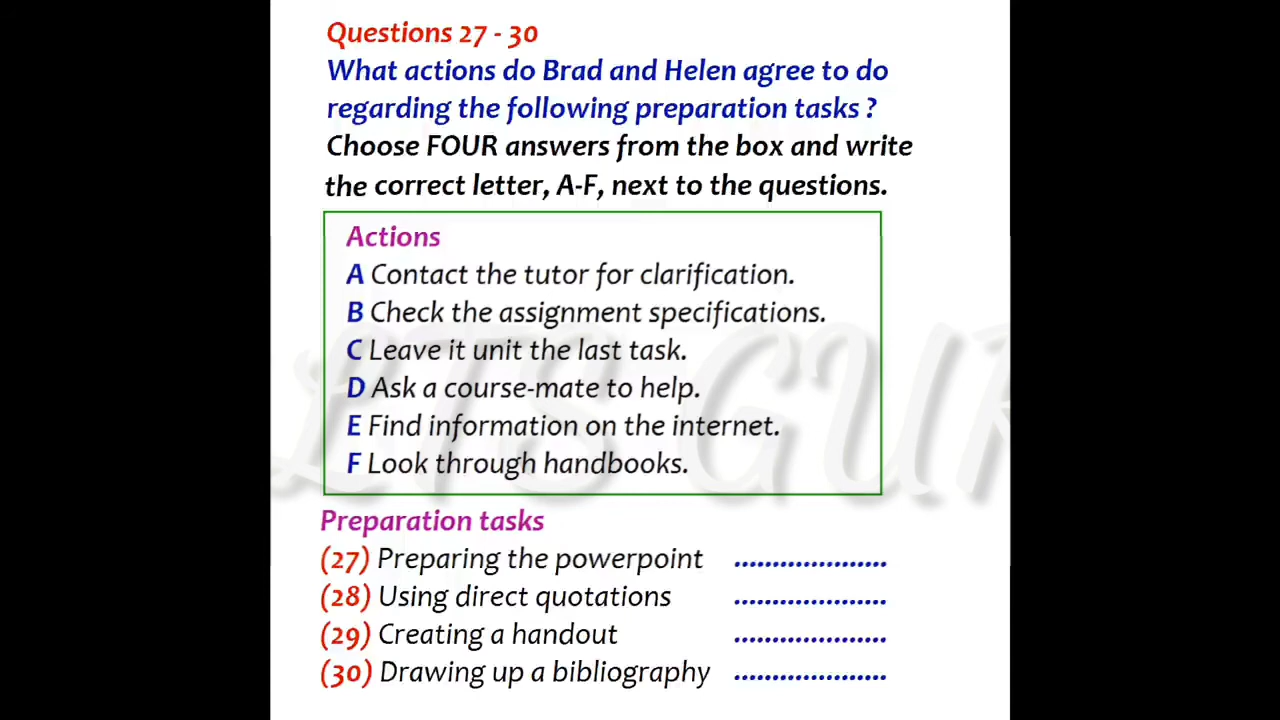 Questions 27 - 30
What actions do Brad and Helen agree to do
regarding the following preparation tasks ?
Choose FOUR answers from the box and write
the correct letter, A-F, next to the questions.
Actions
A Contact the tutor for clarification.
B Check the assignment specifications.
C Leave it unit the last task.
D Ask a course-mate to help.
E Find information on the internet.
F Look through handbooks.
Preparation tasks
(27) Preparing the powerpoint ....................
(28) Using direct quotations ....................
(29) Creating a handout ....................
(30) Drawing up a bibliography ....................